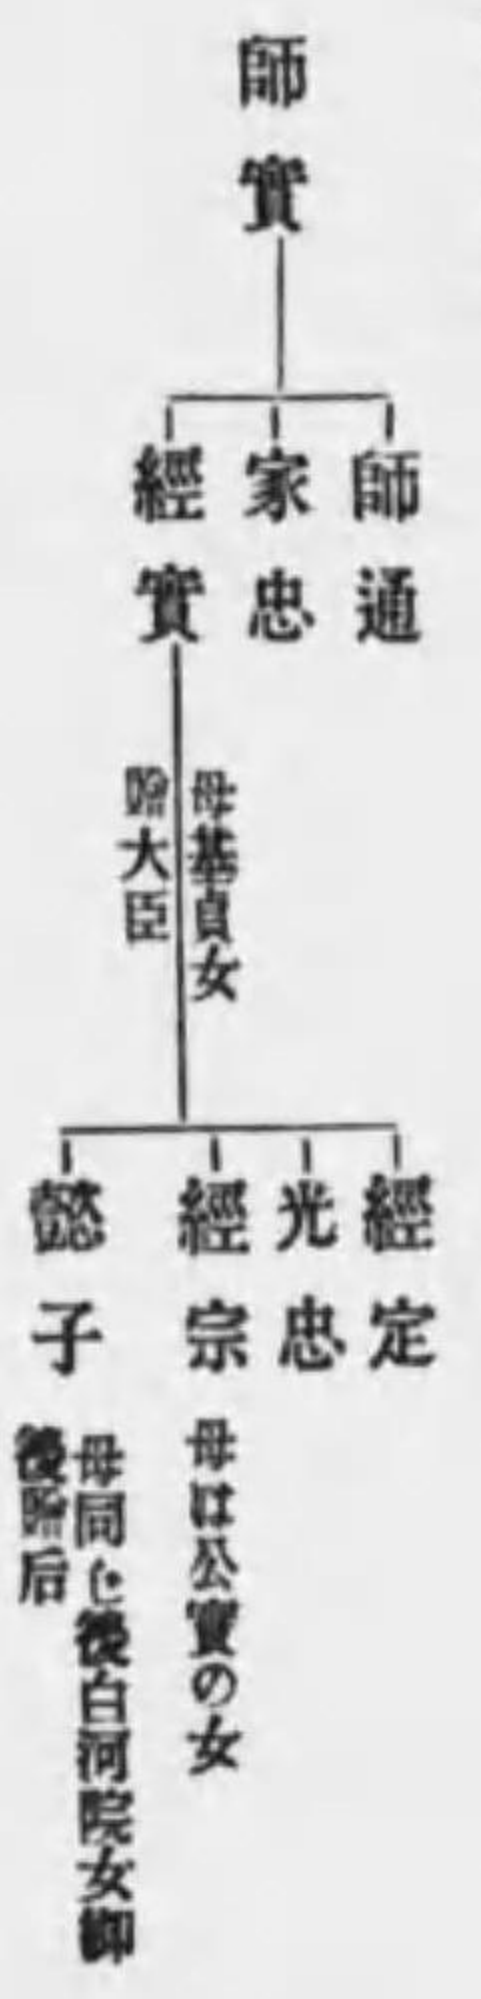 師實
師通
家忠
經實
母基貞女
贈大臣
經定
光忠
經宗
母は公實の女
懿子
母同じ後白河院女御
後贈后